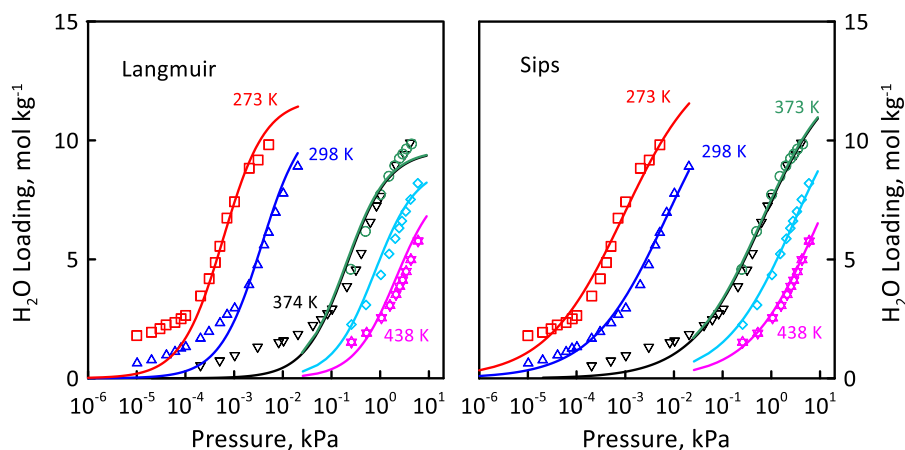 15
10
5
0
H₂O Loading, mol kg⁻¹
Langmuir
273 K
298 K
374 K
438 K
10⁻⁶ 10⁻⁵ 10⁻⁴ 10⁻³ 10⁻² 10⁻¹ 10⁰ 10¹
Pressure, kPa
Sips
273 K
298 K
373 K
438 K
10⁻⁶ 10⁻⁵ 10⁻⁴ 10⁻³ 10⁻² 10⁻¹ 10⁰ 10¹
Pressure, kPa
15
10
5
0
H₂O Loading, mol kg⁻¹